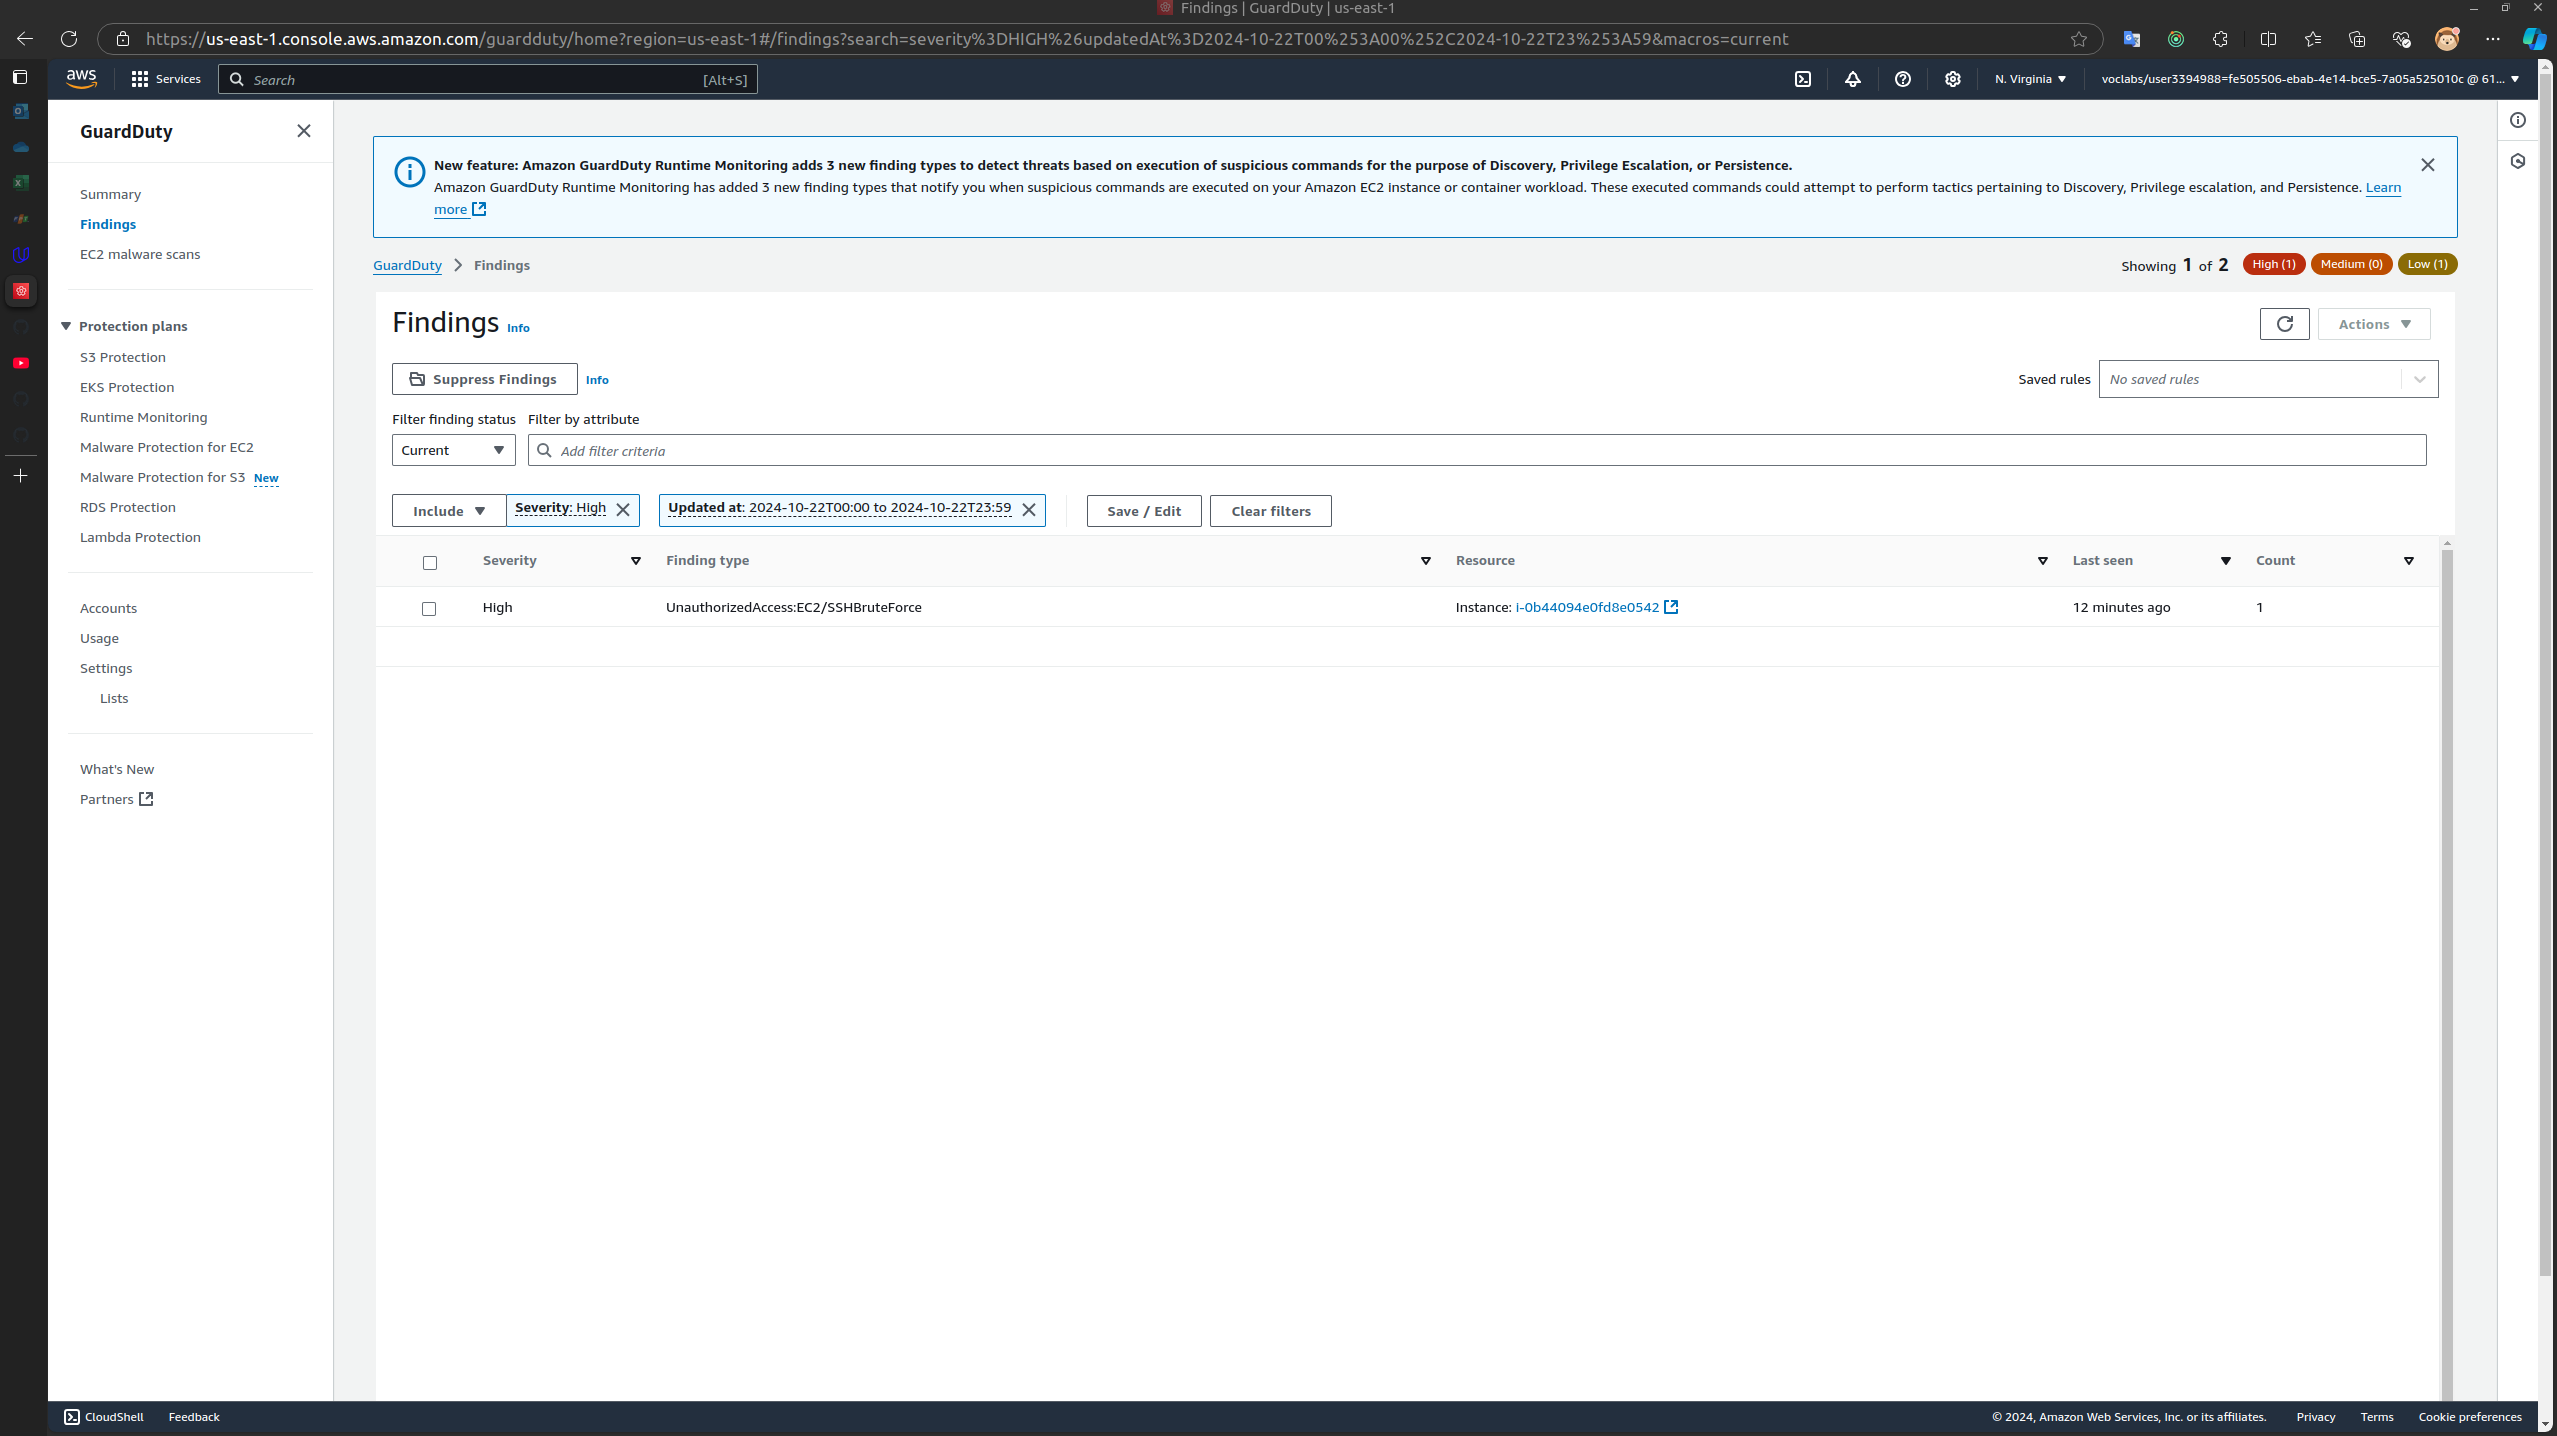 Findings | GuardDuty | us-east-1
https://us-east-1.console.aws.amazon.com/guardduty/home?region=us-east-1#/findings?search=severity%3DHIGH%26updatedAt%3D2024-10-22T00%253A00%252C2024-10-22T23%253A59&macros=current
aws Services Search [Alt+S] N. Virginia voclabs/user3394988=fe505506-ebab-4e14-bce5-7a05a525010c @ 61...
GuardDuty
Summary
Findings
EC2 malware scans
Protection plans
S3 Protection
EKS Protection
Runtime Monitoring
Malware Protection for EC2
Malware Protection for S3 New
RDS Protection
Lambda Protection
Accounts
Usage
Settings
Lists
What's New
Partners
New feature: Amazon GuardDuty Runtime Monitoring adds 3 new finding types to detect threats based on execution of suspicious commands for the purpose of Discovery, Privilege Escalation, or Persistence.
Amazon GuardDuty Runtime Monitoring has added 3 new finding types that notify you when suspicious commands are executed on your Amazon EC2 instance or container workload. These executed commands could attempt to perform tactics pertaining to Discovery, Privilege escalation, and Persistence. Learn
more
GuardDuty > Findings
Showing 1 of 2 High (1) Medium (0) Low (1)
Findings Info
Actions
Suppress Findings Info
Saved rules No saved rules
Filter finding status Filter by attribute
Current Add filter criteria
Include Severity: High Updated at: 2024-10-22T00:00 to 2024-10-22T23:59 Save / Edit Clear filters
Severity Finding type Resource Last seen Count
High UnauthorizedAccess:EC2/SSHBruteForce Instance: i-0b44094e0fd8e0542 12 minutes ago 1
CloudShell Feedback © 2024, Amazon Web Services, Inc. or its affiliates. Privacy Terms Cookie preferences